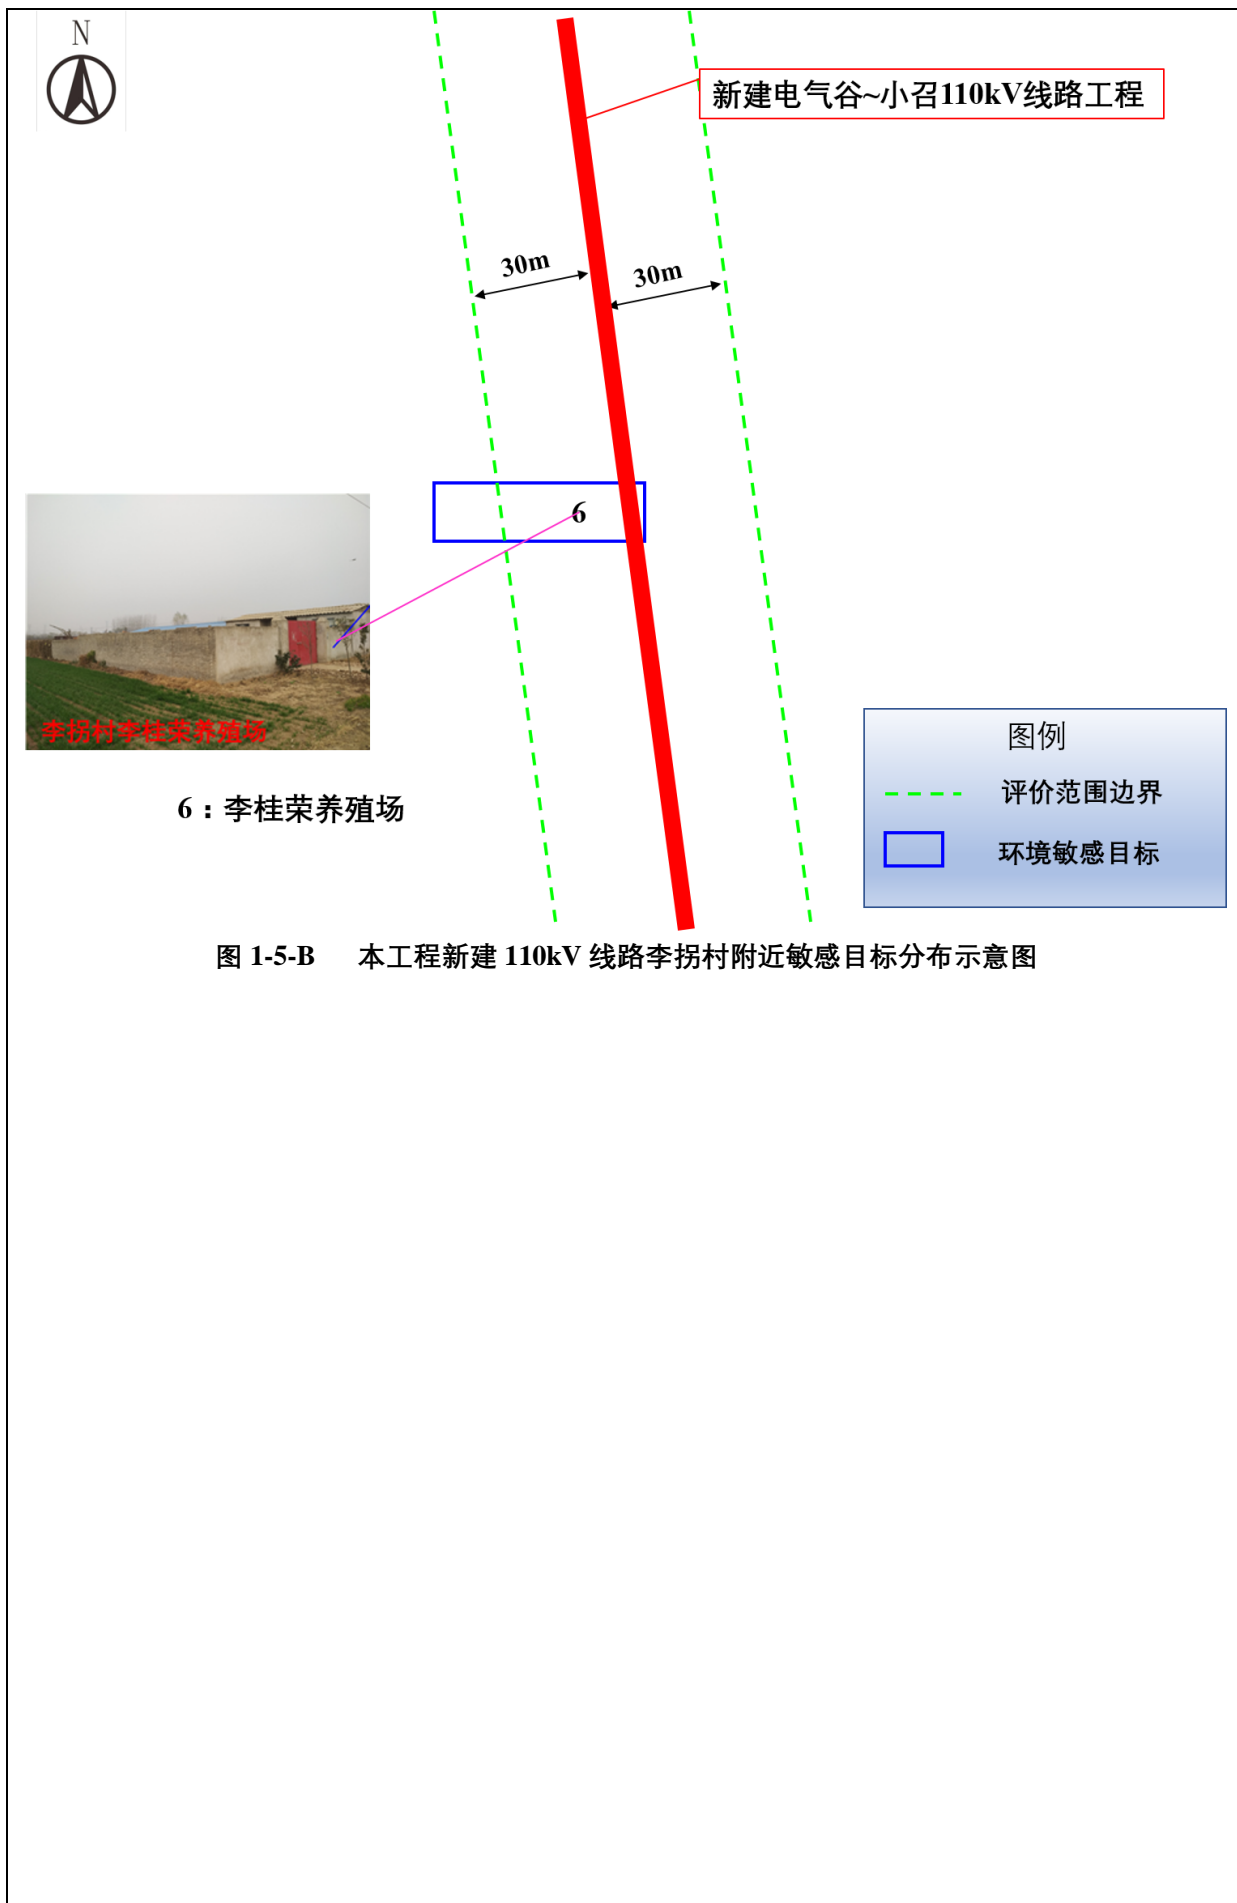 N
新建电气谷~小召110kV线路工程
30m
30m
6
李拐村李桂荣养殖场
6：李桂荣养殖场
图例
评价范围边界
环境敏感目标
图 1-5-B 本工程新建 110kV 线路李拐村附近敏感目标分布示意图